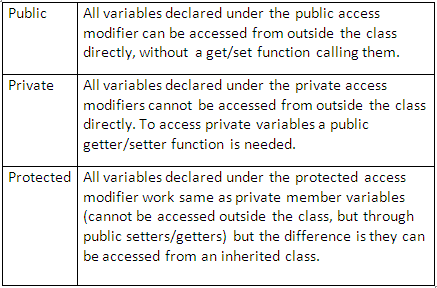 Public
All variables declared under the public access
modifier can be accessed from outside the class
directly, without a get/set function calling them.
Private
All variables declared under the private access
modifiers cannot be accessed from outside the class
directly. To access private variables a public
getter/setter function is needed.
Protected
All variables declared under the protected access
modifier work same as private member variables
(cannot be accessed outside the class, but through
public setters/getters) but the difference is they can
be accessed from an inherited class.